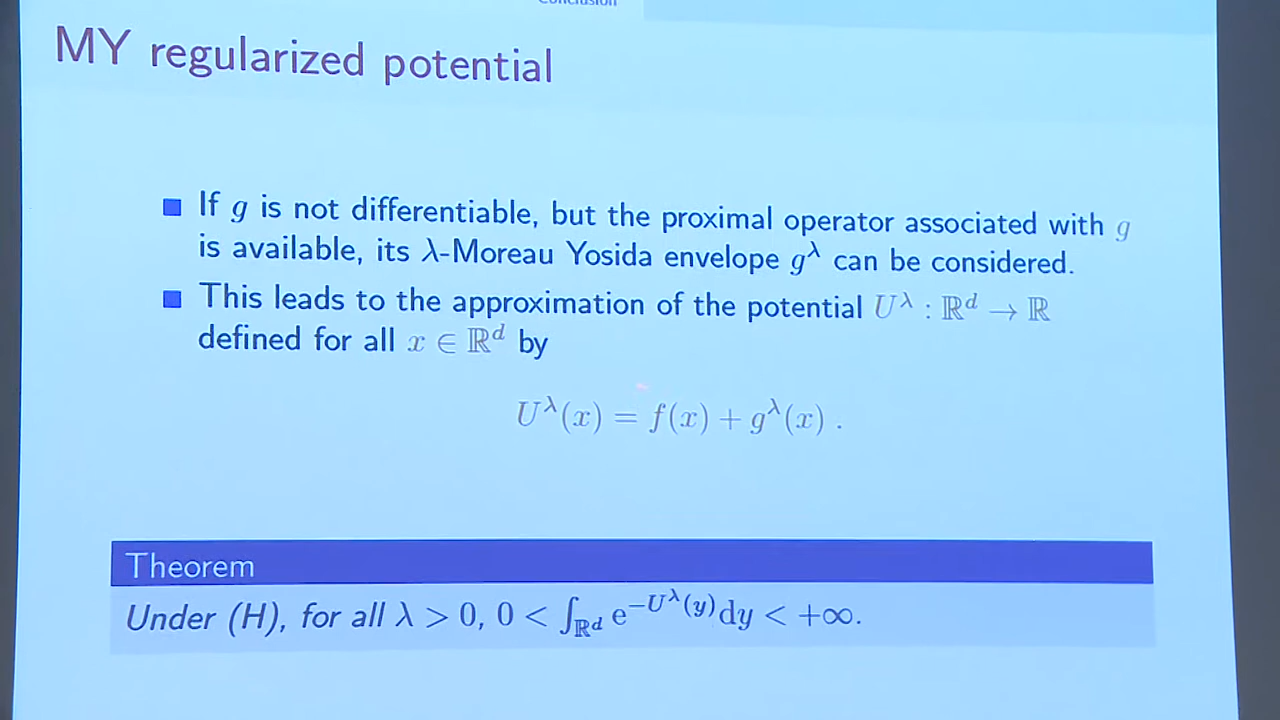 Conclusion
MY regularized potential
If g is not differentiable, but the proximal operator associated with g
is available, its λ-Moreau Yosida envelope g^λ can be considered.
This leads to the approximation of the potential U^λ : ℝ^d → ℝ
defined for all x ∈ ℝ^d by
U^λ(x) = f(x) + g^λ(x) .
Theorem
Under (H), for all λ > 0, 0 < ∫_{ℝ^d} e^{−U^λ(y)} dy < +∞.